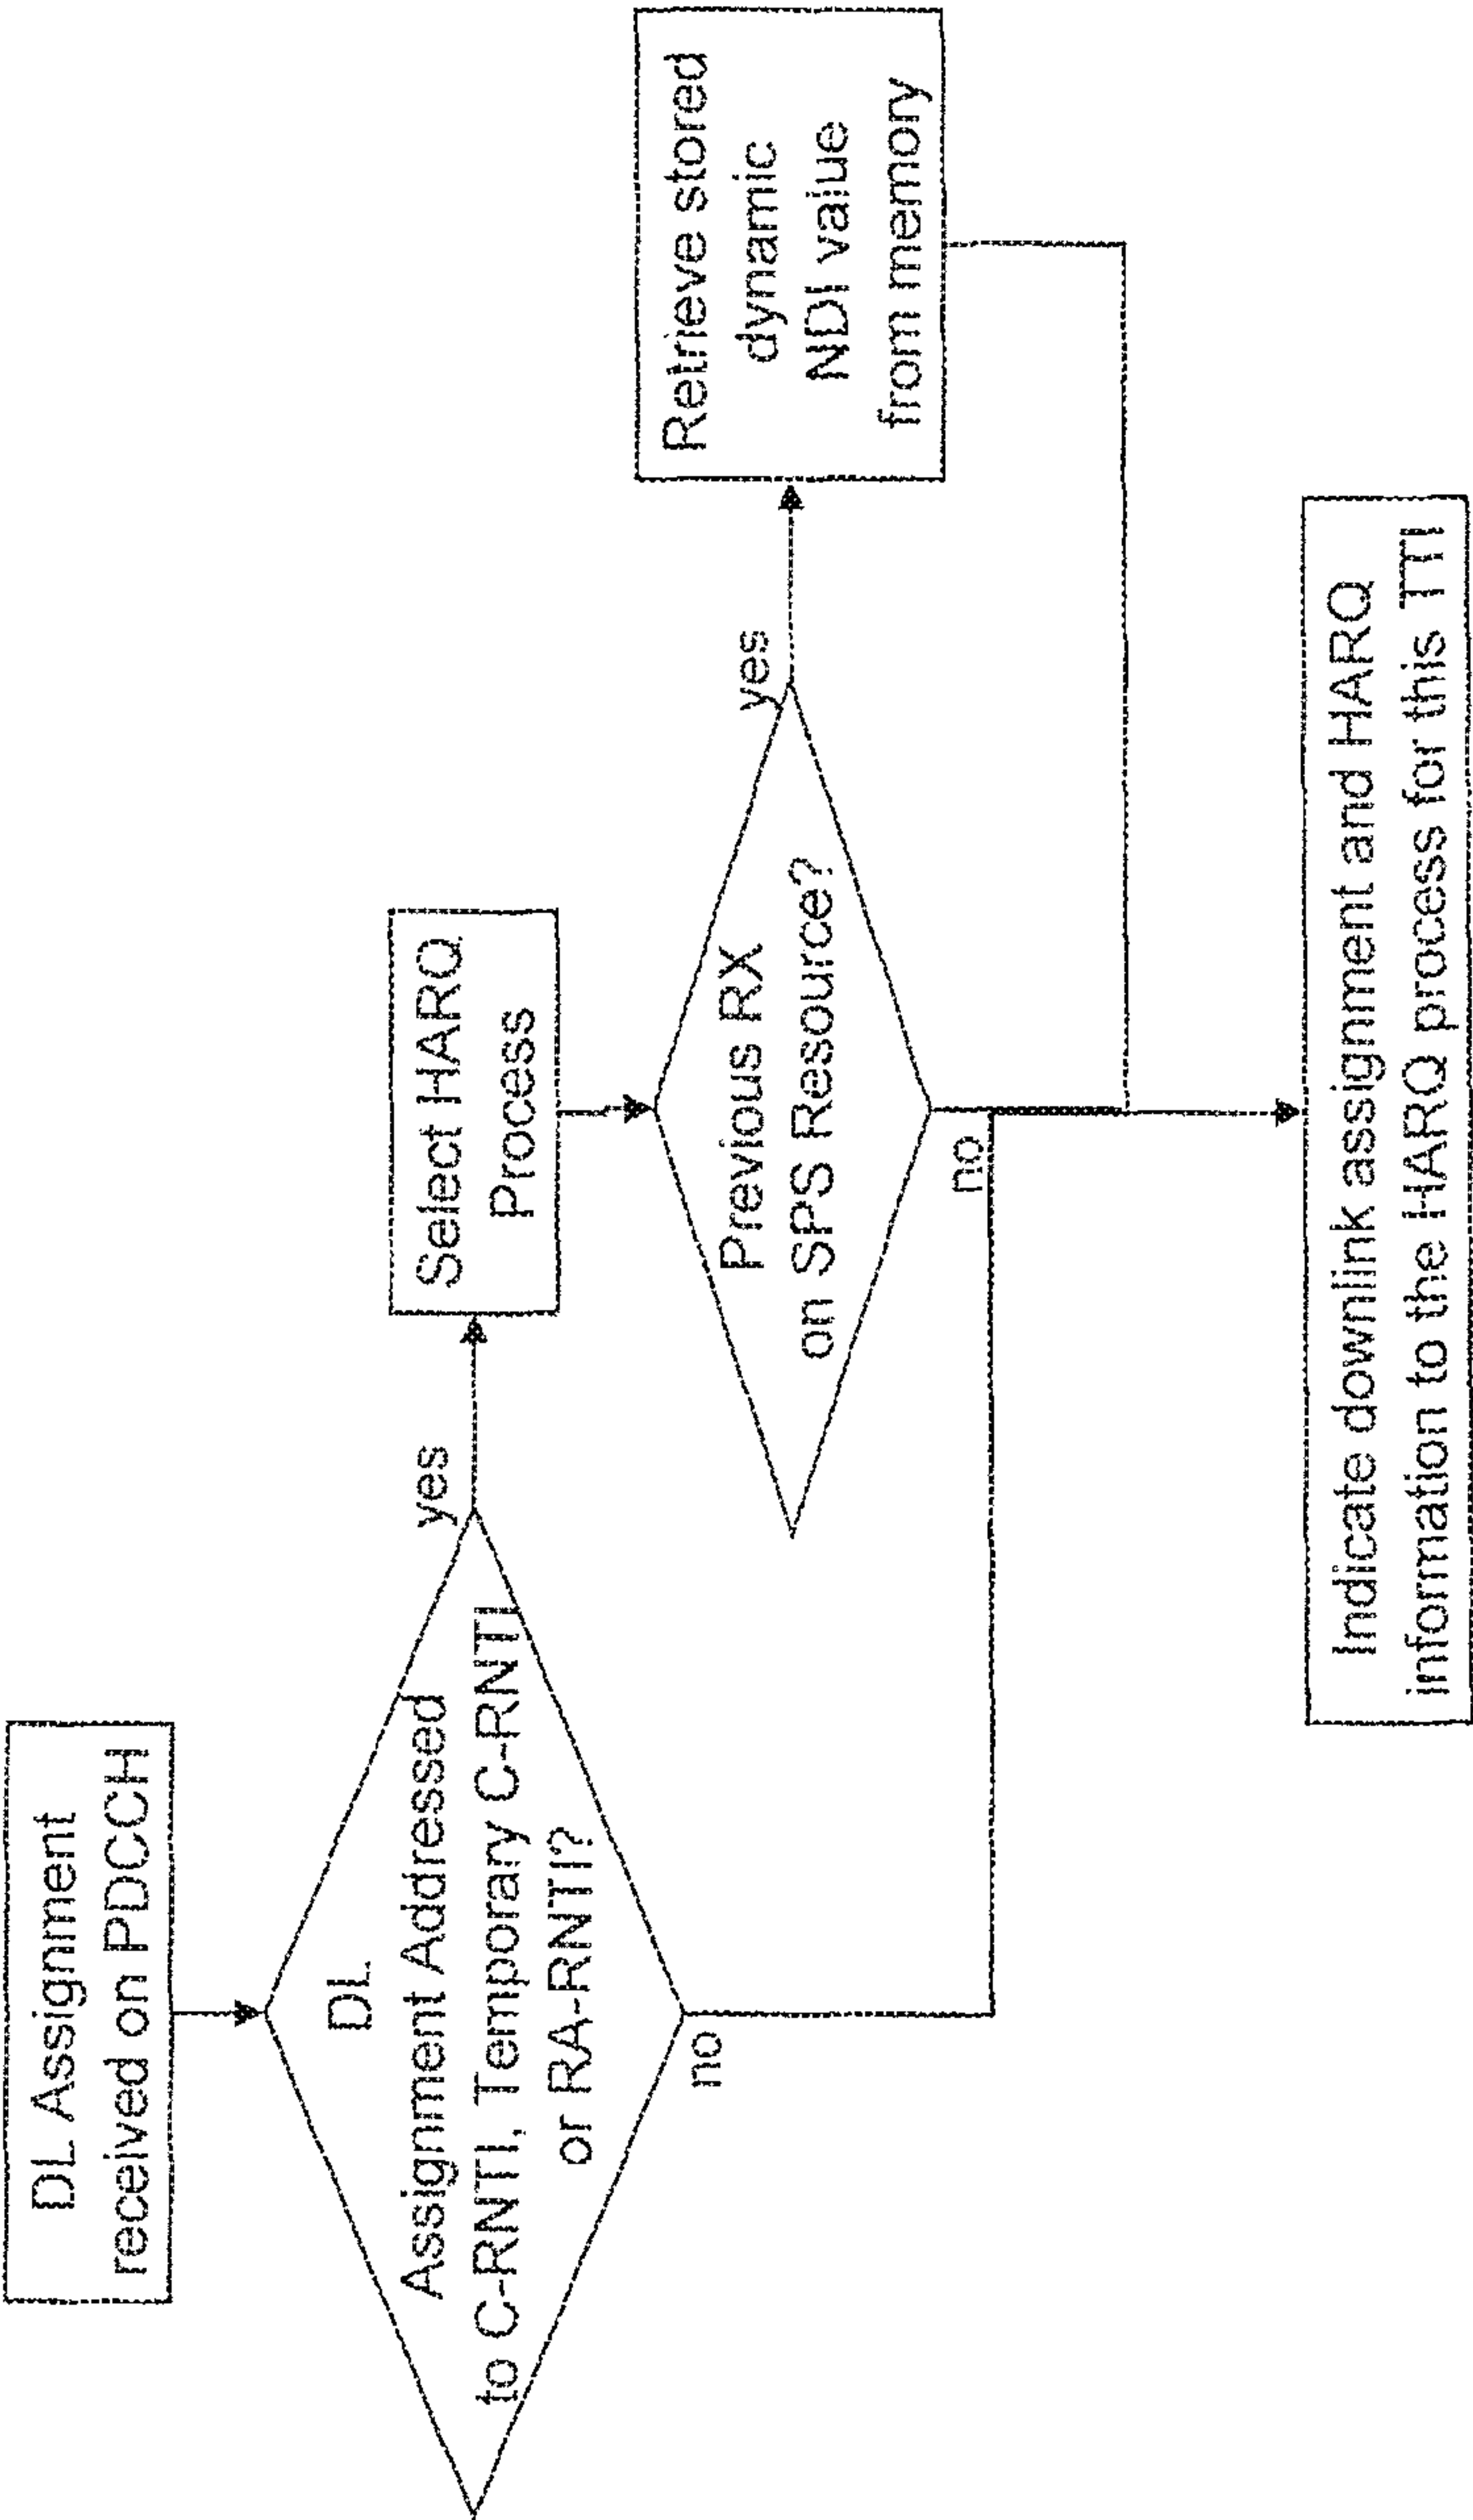 DL Assignment
received on PDCCH
DL
Assignment Addressed
to C-RNTI, Temporary C-RNTI
or RA-RNTI?
yes
no
Select HARQ
Process
Previous RX
on SPS Resource?
yes
no
Retrieve stored
dynamic
NDI value
from memory
Indicate downlink assignment and HARQ
information to the HARQ process for this TTI